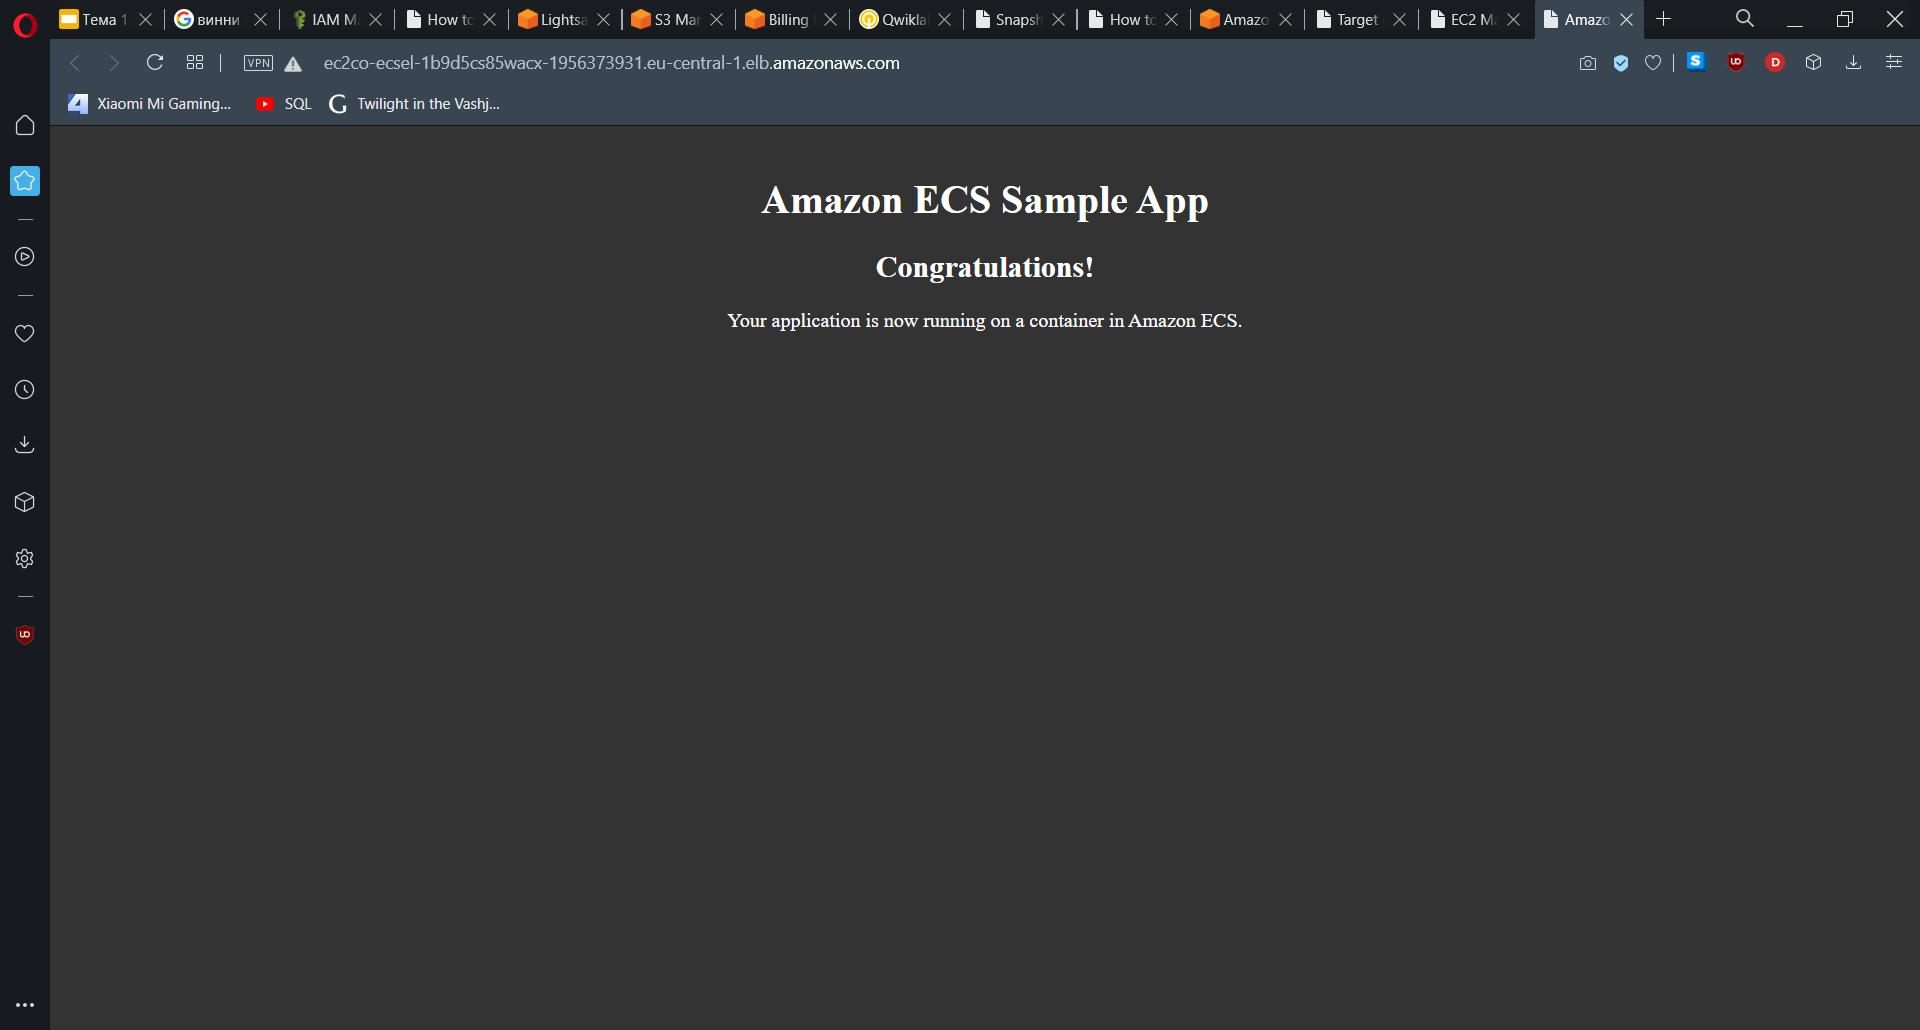 Тема 1
винни
IAM M
How to
Lightsa
S3 Mar
Billing
Qwikla
Snapsh
How to
Amazo
Target
EC2 M
Amazo
VPN
ec2co-ecsel-1b9d5cs85wacx-1956373931.eu-central-1.elb.amazonaws.com
S
D
Xiaomi Mi Gaming...
SQL
Twilight in the Vashj...
Amazon ECS Sample App
Congratulations!
Your application is now running on a container in Amazon ECS.